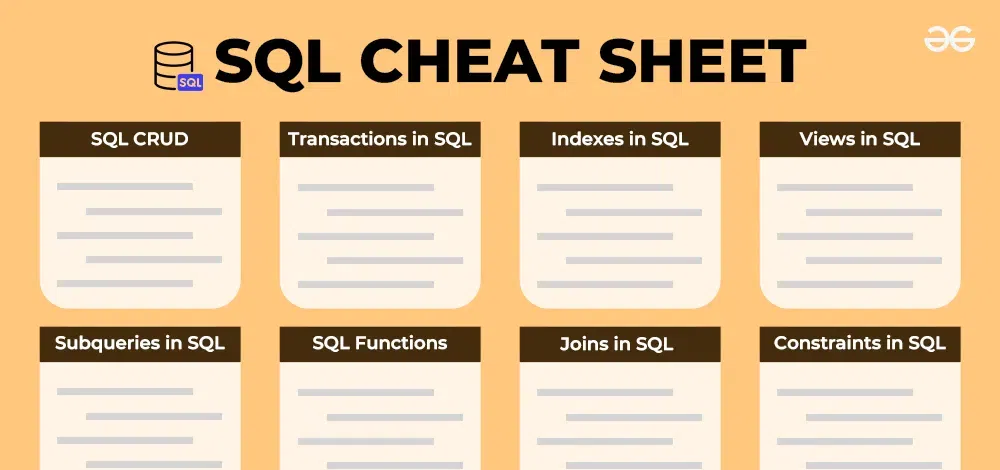 SQL CHEAT SHEET
SQL
SQL CRUD
Transactions in SQL
Indexes in SQL
Views in SQL
Subqueries in SQL
SQL Functions
Joins in SQL
Constraints in SQL